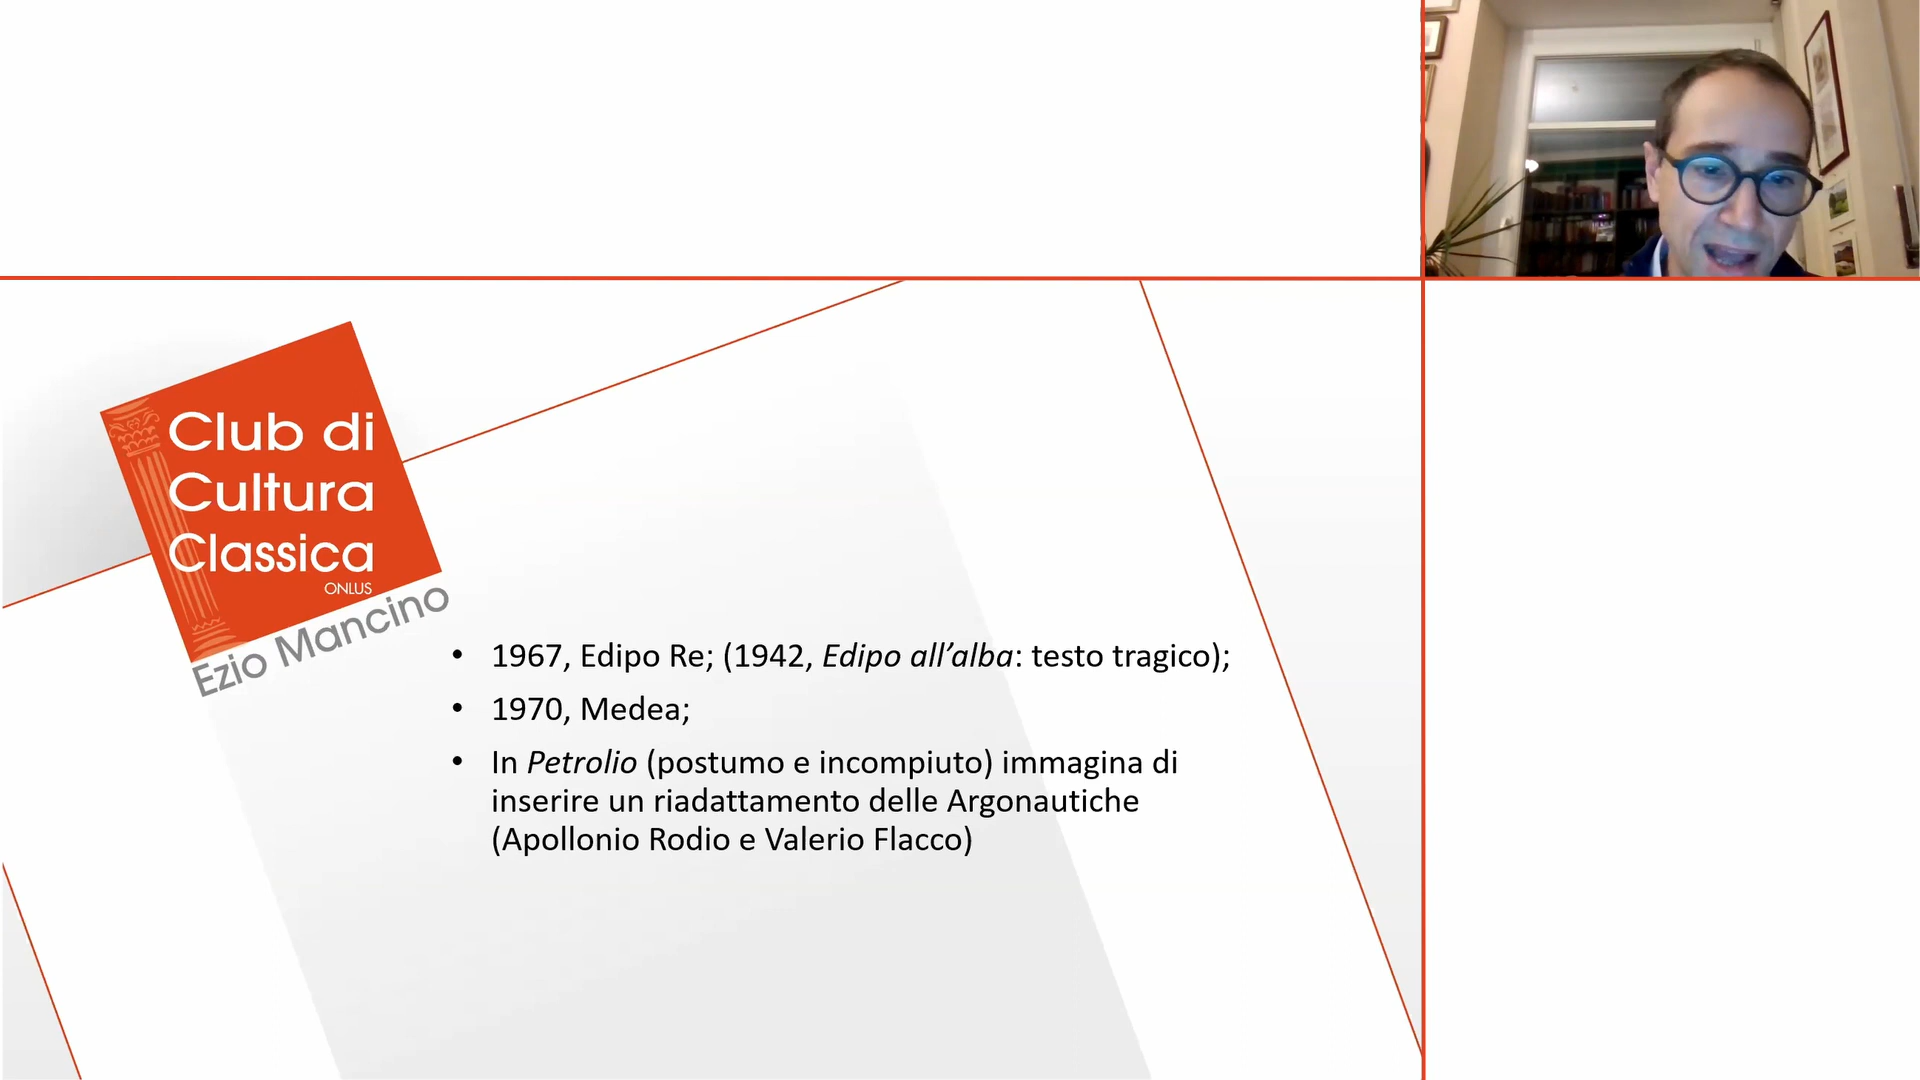 Club di
Cultura
Classica
ONLUS
Ezio Mancino
• 1967, Edipo Re; (1942, Edipo all’alba: testo tragico);
• 1970, Medea;
• In Petrolio (postumo e incompiuto) immagina di
inserire un riadattamento delle Argonautiche
(Apollonio Rodio e Valerio Flacco)